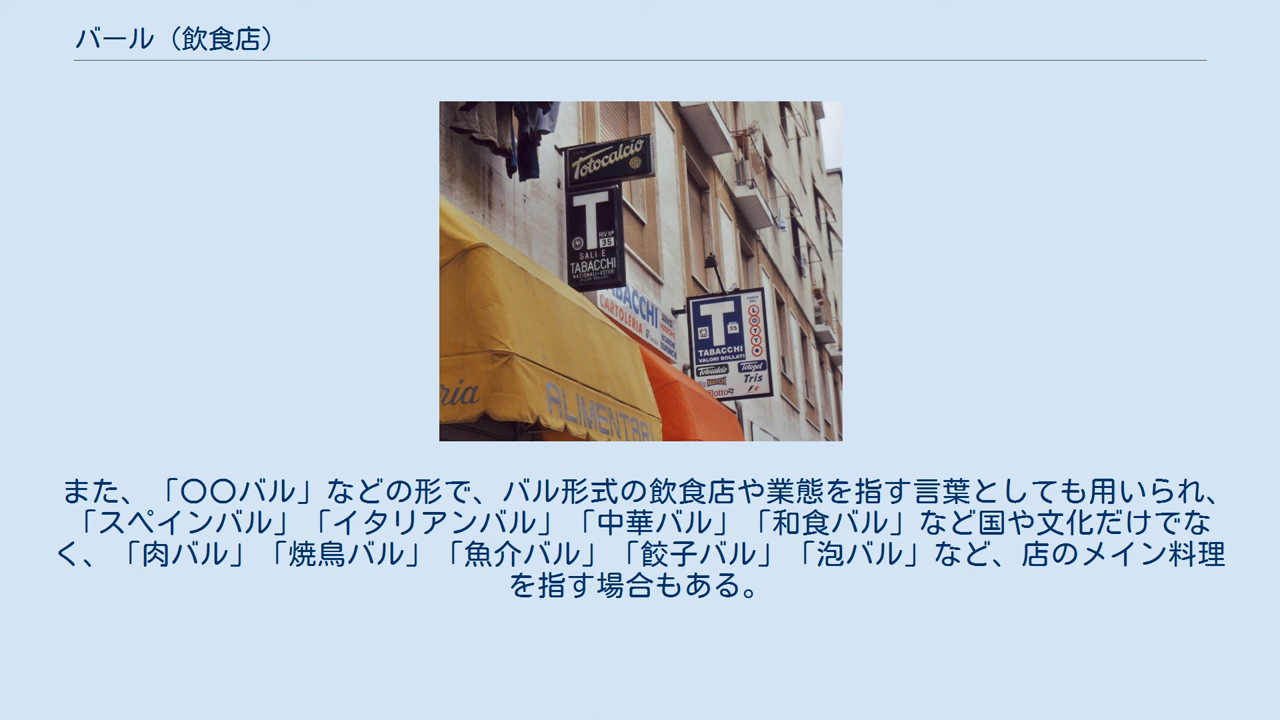 バール（飲食店）
Totocalcio
T
RIV. N°
35
SALI E
TABACCHI
TABACCHI
CARTOLERIA
T
35
LOTTO
TABACCHI
VALORI BOLLATI
Totocalcio
Totogol
Tris
ria
ALIMENTARI
また、「〇〇バル」などの形で、バル形式の飲食店や業態を指す言葉としても用いられ、
「スペインバル」「イタリアンバル」「中華バル」「和食バル」など国や文化だけでな
く、「肉バル」「焼鳥バル」「魚介バル」「餃子バル」「泡バル」など、店のメイン料理
を指す場合もある。